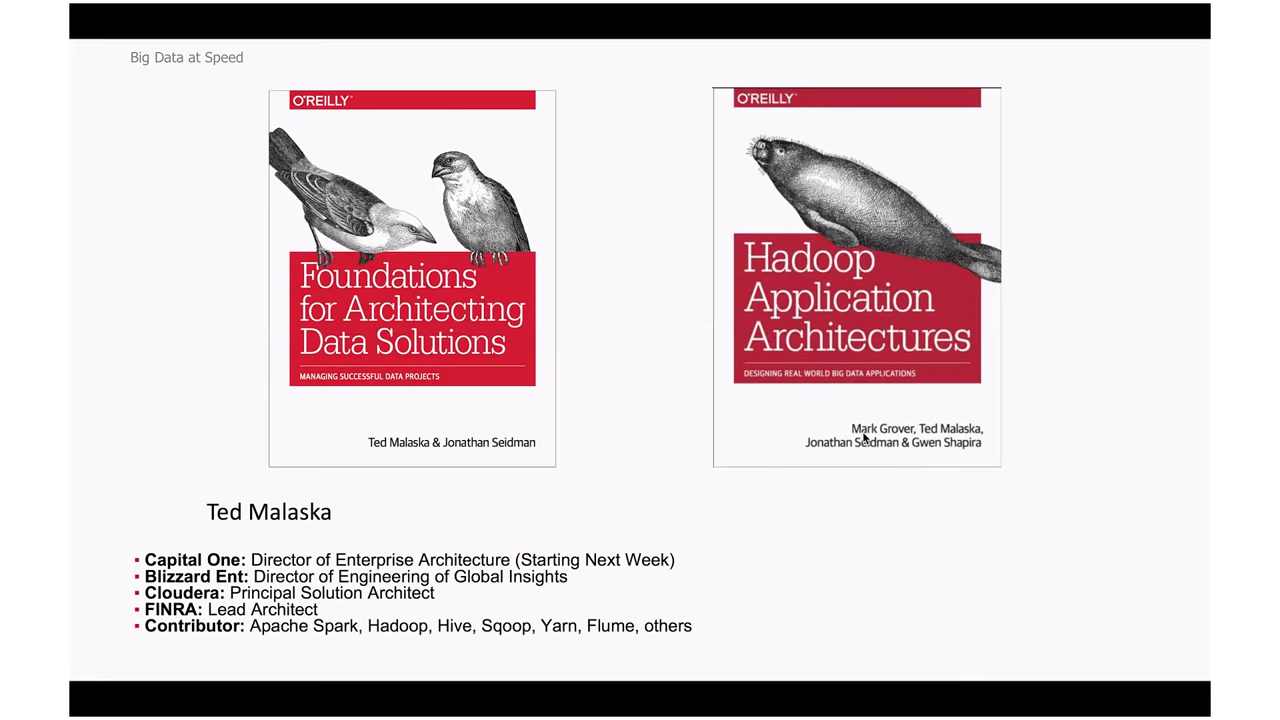 Big Data at Speed
O'REILLY®
Foundations
for Architecting
Data Solutions
MANAGING SUCCESSFUL DATA PROJECTS
Ted Malaska & Jonathan Seidman
O'REILLY®
Hadoop
Application
Architectures
DESIGNING REAL WORLD BIG DATA APPLICATIONS
Mark Grover, Ted Malaska,
Jonathan Seidman & Gwen Shapira
Ted Malaska
▪ Capital One: Director of Enterprise Architecture (Starting Next Week)
▪ Blizzard Ent: Director of Engineering of Global Insights
▪ Cloudera: Principal Solution Architect
▪ FINRA: Lead Architect
▪ Contributor: Apache Spark, Hadoop, Hive, Sqoop, Yarn, Flume, others